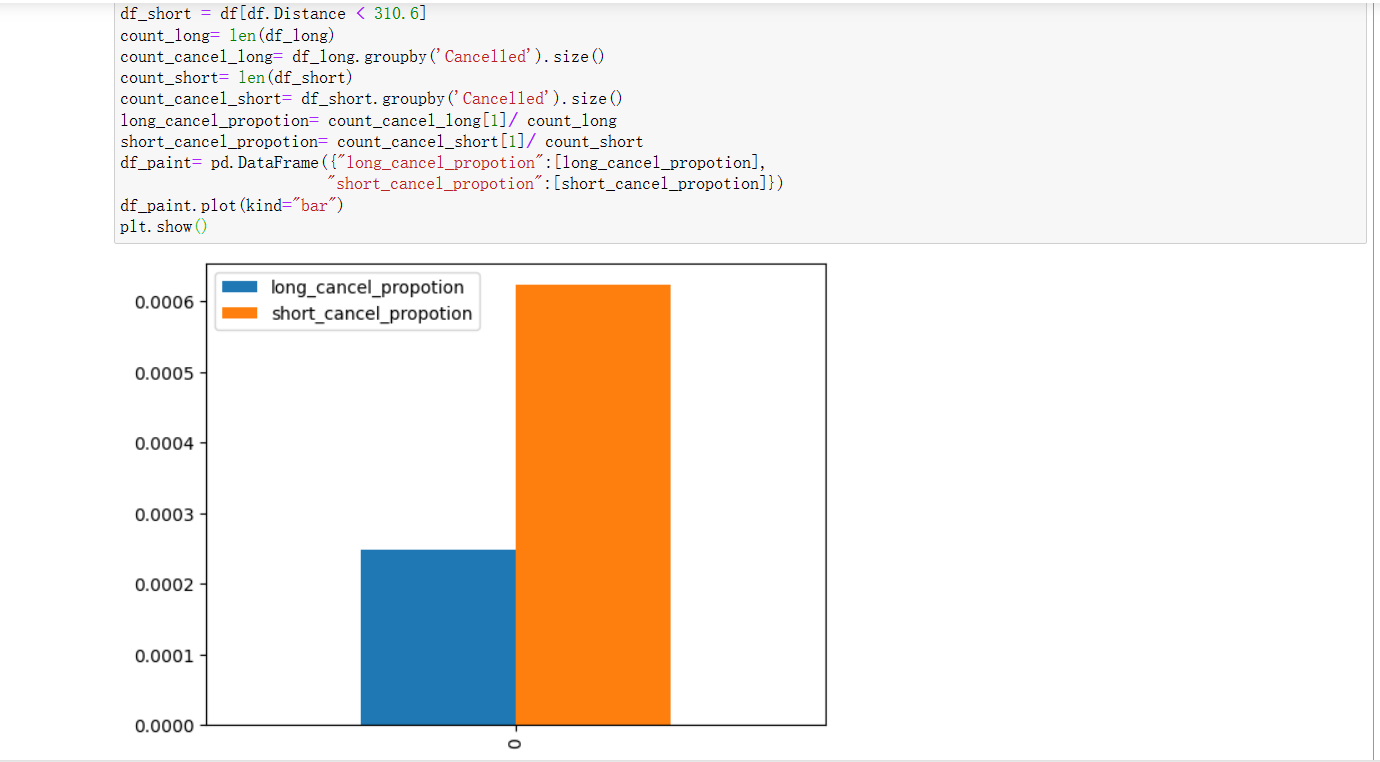 df_short = df[df.Distance < 310.6]
count_long= len(df_long)
count_cancel_long= df_long.groupby('Cancelled').size()
count_short= len(df_short)
count_cancel_short= df_short.groupby('Cancelled').size()
long_cancel_propotion= count_cancel_long[1]/ count_long
short_cancel_propotion= count_cancel_short[1]/ count_short
df_paint= pd.DataFrame({"long_cancel_propotion":[long_cancel_propotion],
"short_cancel_propotion":[short_cancel_propotion]})
df_paint.plot(kind="bar")
plt.show()
long_cancel_propotion
short_cancel_propotion
0.0006
0.0005
0.0004
0.0003
0.0002
0.0001
0.0000
0